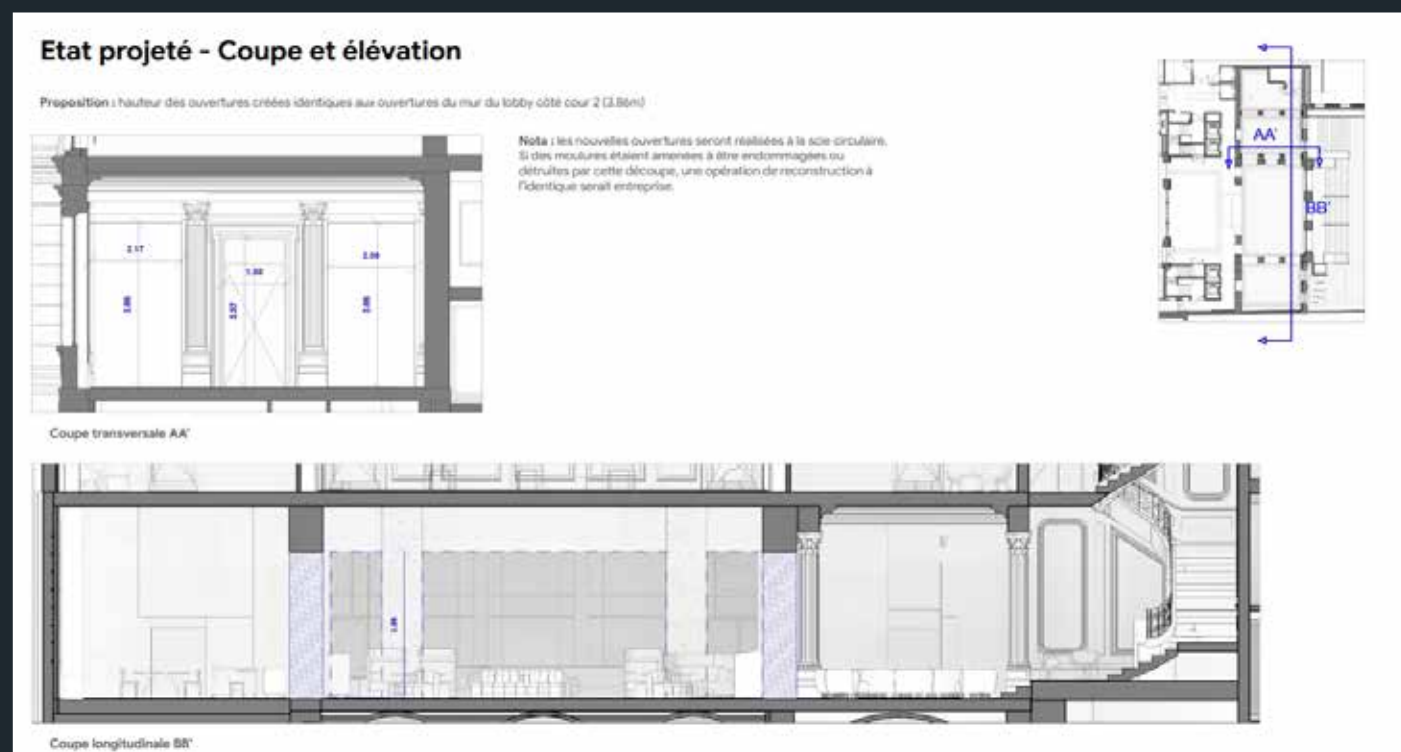 Etat projeté - Coupe et élévation
Proposition : hauteur des ouvertures créées identiques aux ouvertures du mur du lobby côté cour 2 (3.86m)
Nota : les nouvelles ouvertures seront réalisées à la scie circulaire.
Si des moulures étaient amenées à être endommagées ou
détruites par cette découpe, une opération de reconstruction à
l'identique serait entreprise.
AA'
BB'
2.17
Coupe transversale AA'
Coupe longitudinale BB'